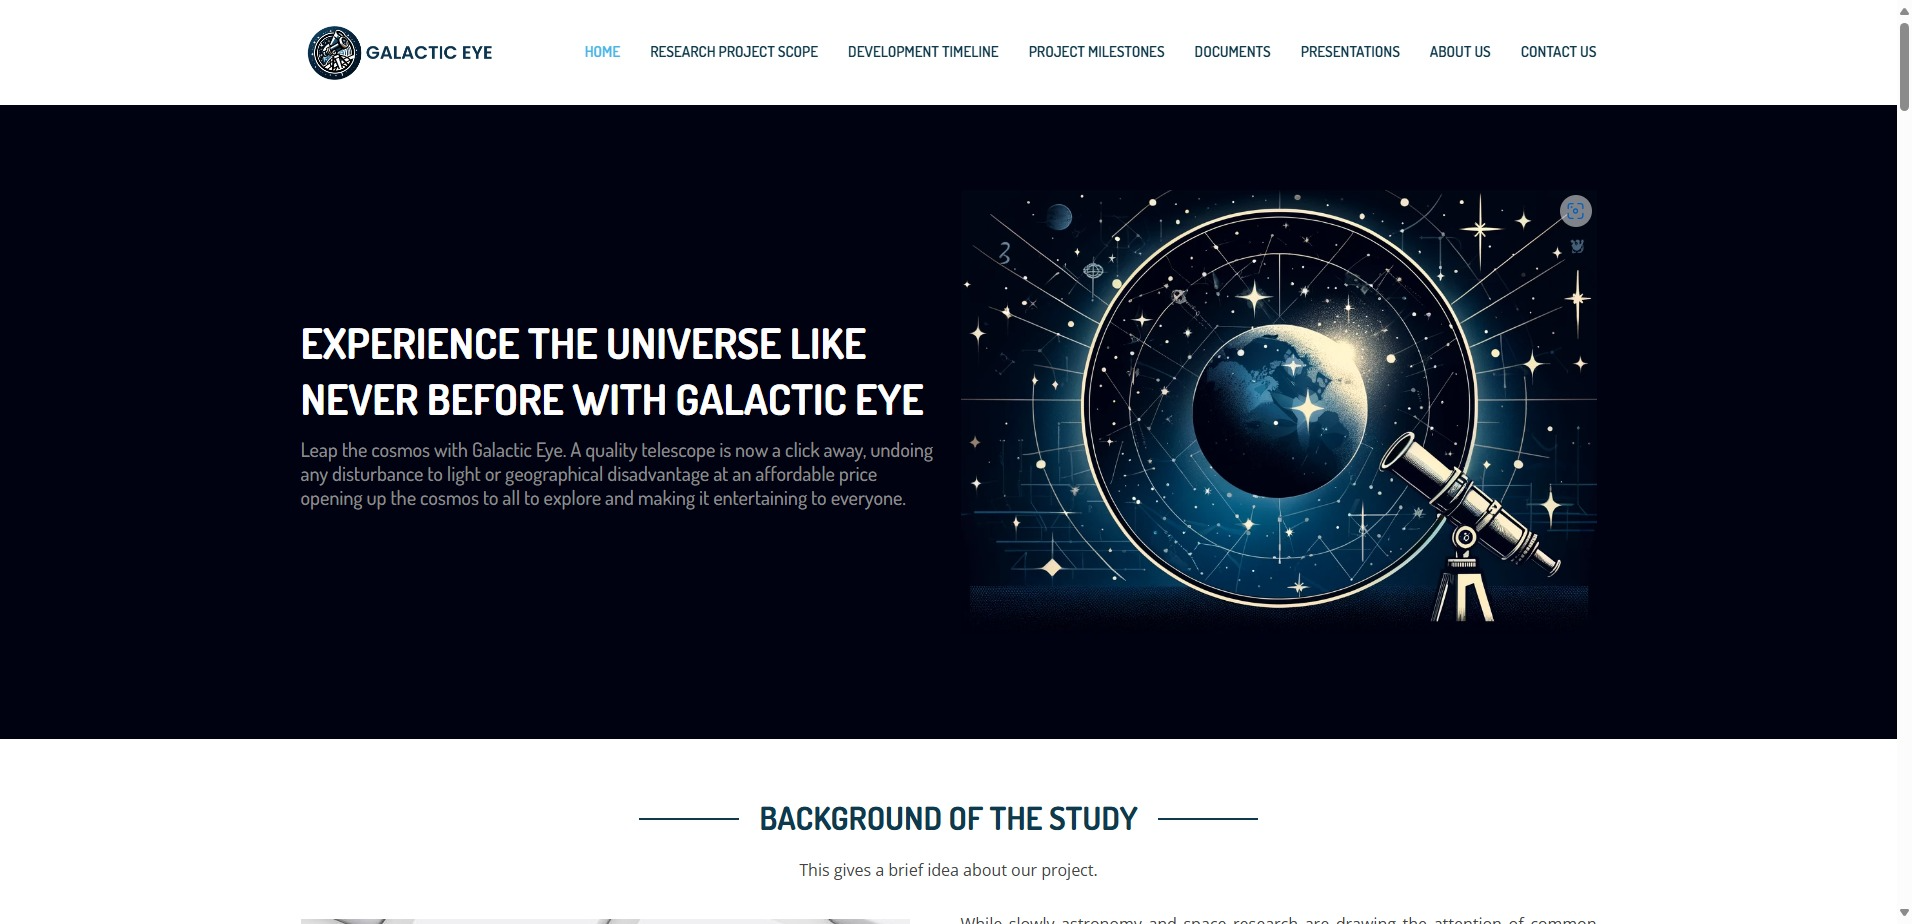 GALACTIC EYE
HOME RESEARCH PROJECT SCOPE DEVELOPMENT TIMELINE PROJECT MILESTONES DOCUMENTS PRESENTATIONS ABOUT US CONTACT US
EXPERIENCE THE UNIVERSE LIKE
NEVER BEFORE WITH GALACTIC EYE
Leap the cosmos with Galactic Eye. A quality telescope is now a click away, undoing
any disturbance to light or geographical disadvantage at an affordable price
opening up the cosmos to all to explore and making it entertaining to everyone.
BACKGROUND OF THE STUDY
This gives a brief idea about our project.
While slowly astronomy and space research are drawing the attention of common